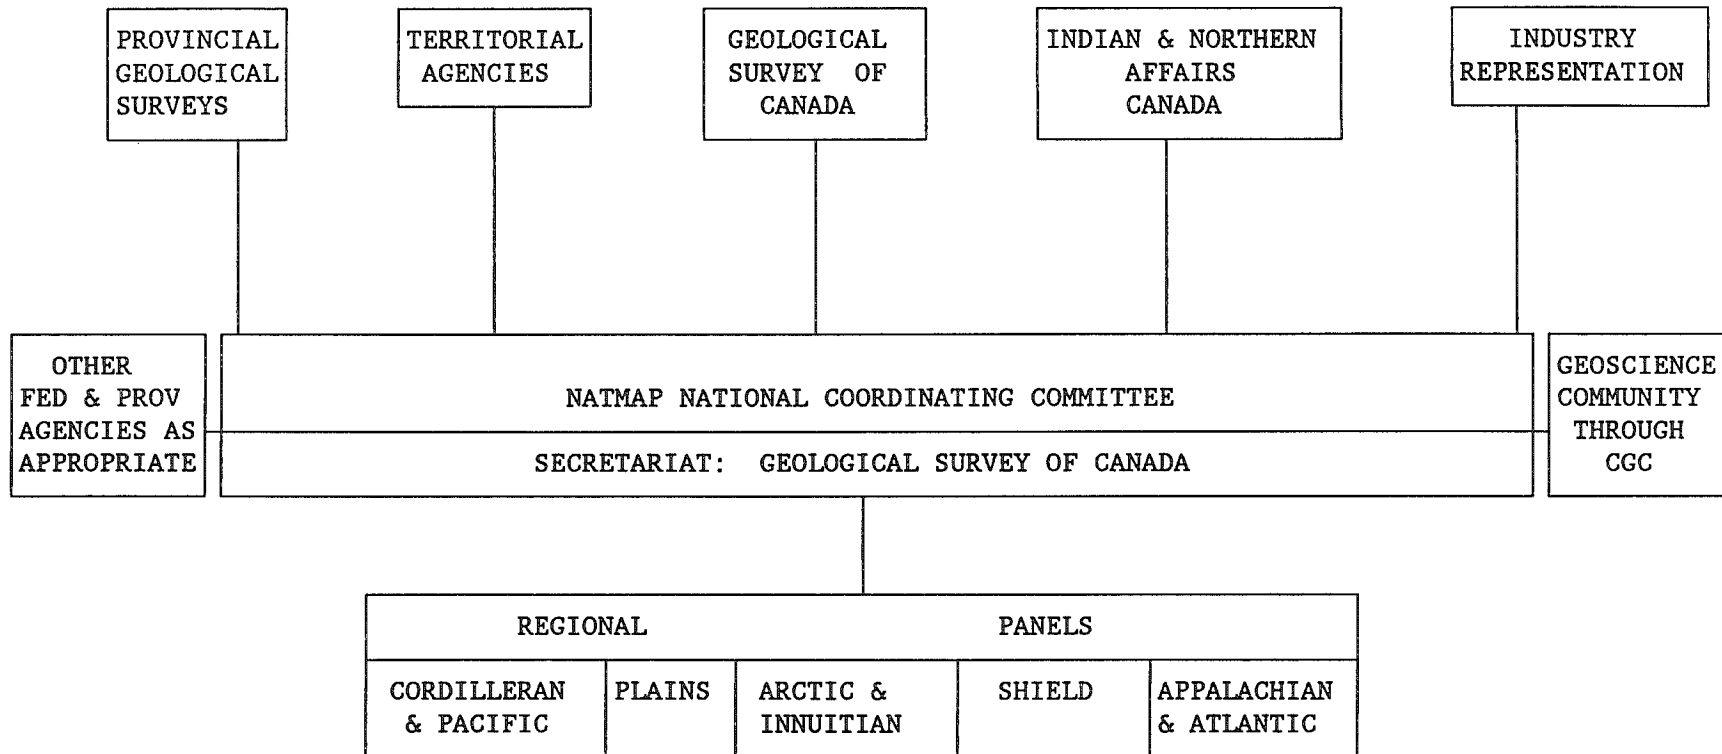 PROVINCIAL
GEOLOGICAL
SURVEYS
TERRITORIAL
AGENCIES
GEOLOGICAL
SURVEY OF
CANADA
INDIAN & NORTHERN
AFFAIRS
CANADA
INDUSTRY
REPRESENTATION
OTHER
FED & PROV
AGENCIES AS
APPROPRIATE
NATMAP NATIONAL COORDINATING COMMITTEE
SECRETARIAT: GEOLOGICAL SURVEY OF CANADA
GEOSCIENCE
COMMUNITY
THROUGH
CGC
REGIONAL PANELS
CORDILLERAN
& PACIFIC
PLAINS
ARCTIC &
INNUITIAN
SHIELD
APPALACHIAN
& ATLANTIC